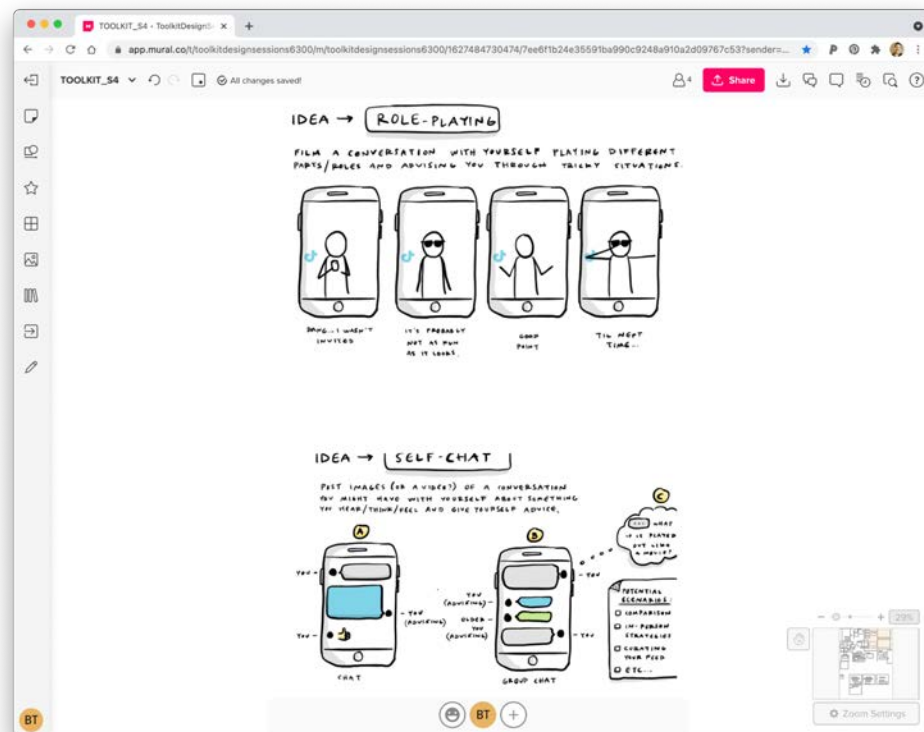 TOOLKIT_S4 • ToolkitDesignS
app.mural.co/t/toolkitdesignsessions6300/m/toolkitdesignsessions6300/1627484730474/7ee6f1b24e35591ba990c9248a910a2d09767c53?sender=...
TOOLKIT_S4
All changes saved!
4
Share
IDEA → ROLE-PLAYING
FILM A CONVERSATION WITH YOURSELF PLAYING DIFFERENT
PARTS/ROLES AND ADVISING YOU THROUGH TRICKY SITUATIONS.
DANG...I WASN'T
INVITED
IT'S PROBABLY
NOT AS FUN
AS IT LOOKS.
GOOD
POINT
TIL NEXT
TIME...
IDEA → SELF-CHAT
POST IMAGES (OR A VIDEO?) OF A CONVERSATION
YOU MIGHT HAVE WITH YOURSELF ABOUT SOMETHING
YOU HEAR/THINK/FEEL AND GIVE YOURSELF ADVICE.
A
YOU
YOU
(ADVISING)
YOU
CHAT
B
YOU
YOU
(ADVISING)
OLDER
YOU
(ADVISING)
YOU
GROUP CHAT
C
WHAT
IF IS PLAYED
OUT LIKE
A MOVIE?
POTENTIAL
SCENARIOS:
COMPARISON
IN-PERSON
STRATEGIES
CURATING
YOUR FEED
ETC...
29%
Zoom Settings
BT
BT